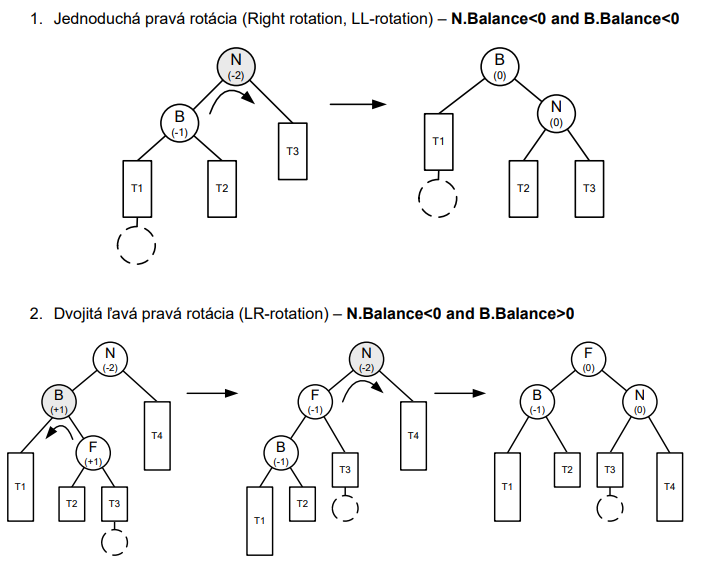 1. Jednoduchá pravá rotácia (Right rotation, LL-rotation) – N.Balance<0 and B.Balance<0
N
(-2)
B
(-1)
T1
T2
T3
B
(0)
N
(0)
T1
T2
T3
2. Dvojitá ľavá pravá rotácia (LR-rotation) – N.Balance<0 and B.Balance>0
N
(-2)
B
(+1)
F
(+1)
T1
T2
T3
T4
N
(-2)
F
(-1)
B
(-1)
T1
T2
T3
T4
F
(0)
B
(-1)
N
(0)
T1
T2
T3
T4